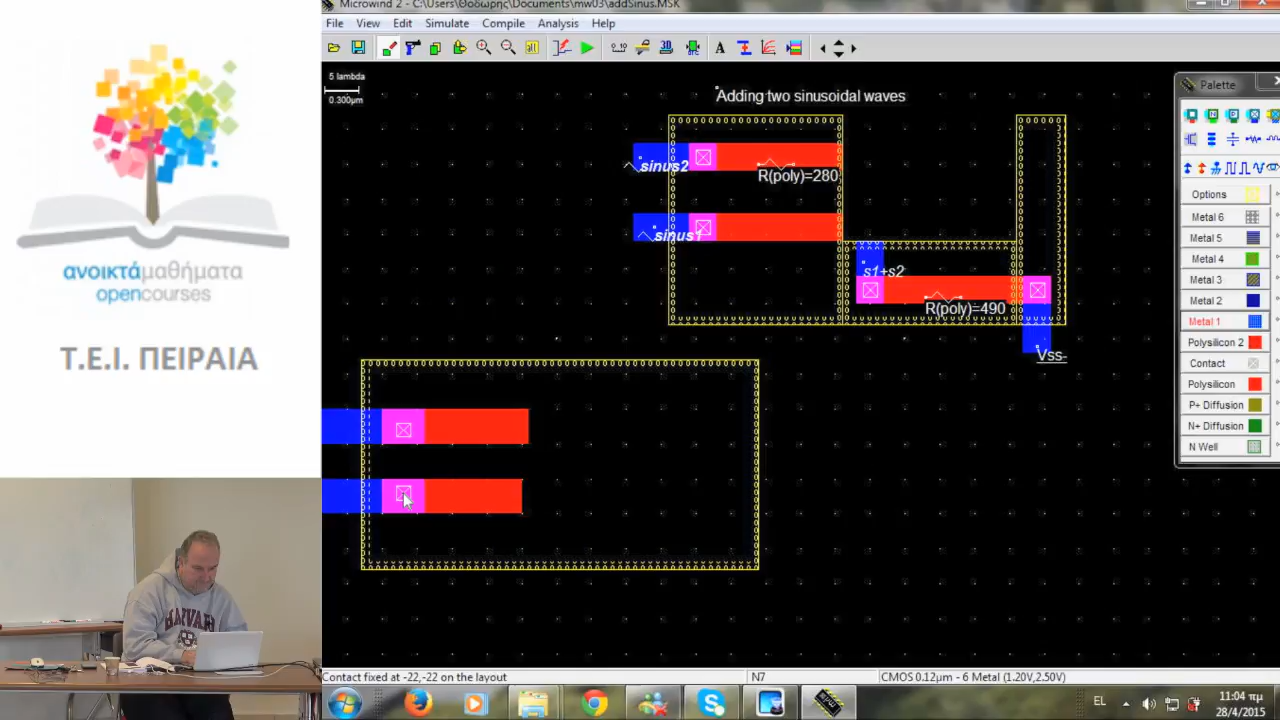 Microwind 2 - C:\Users\Θοδωρής\Documents\mw03\addSinus.MSK
File View Edit Simulate Compile Analysis Help
5 lambda
0.300μm
Adding two sinusoidal waves
sinus2
R(poly)=280
sinus1
s1+s2
R(poly)=490
Vss-
Palette
Options
Metal 6
Metal 5
Metal 4
Metal 3
Metal 2
Metal 1
Polysilicon 2
Contact
Polysilicon
P+ Diffusion
N+ Diffusion
N Well
ανοικτάμαθήματα
opencourses
Τ.Ε.Ι. ΠΕΙΡΑΙΑ
HARVARD
Contact fixed at -22,-22 on the layout
N7
CMOS 0.12μm - 6 Metal (1.20V,2.50V)
EL
11:04 πμ
28/4/2015